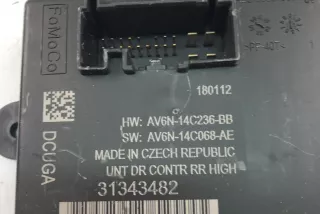 FoMoCo
180112
HW: AV6N-14C236-BB
SW: AV6N-14C068-AE
DCUGA
MADE IN CZECH REPUBLIC
UNT DR CONTR RR HIGH
31343482